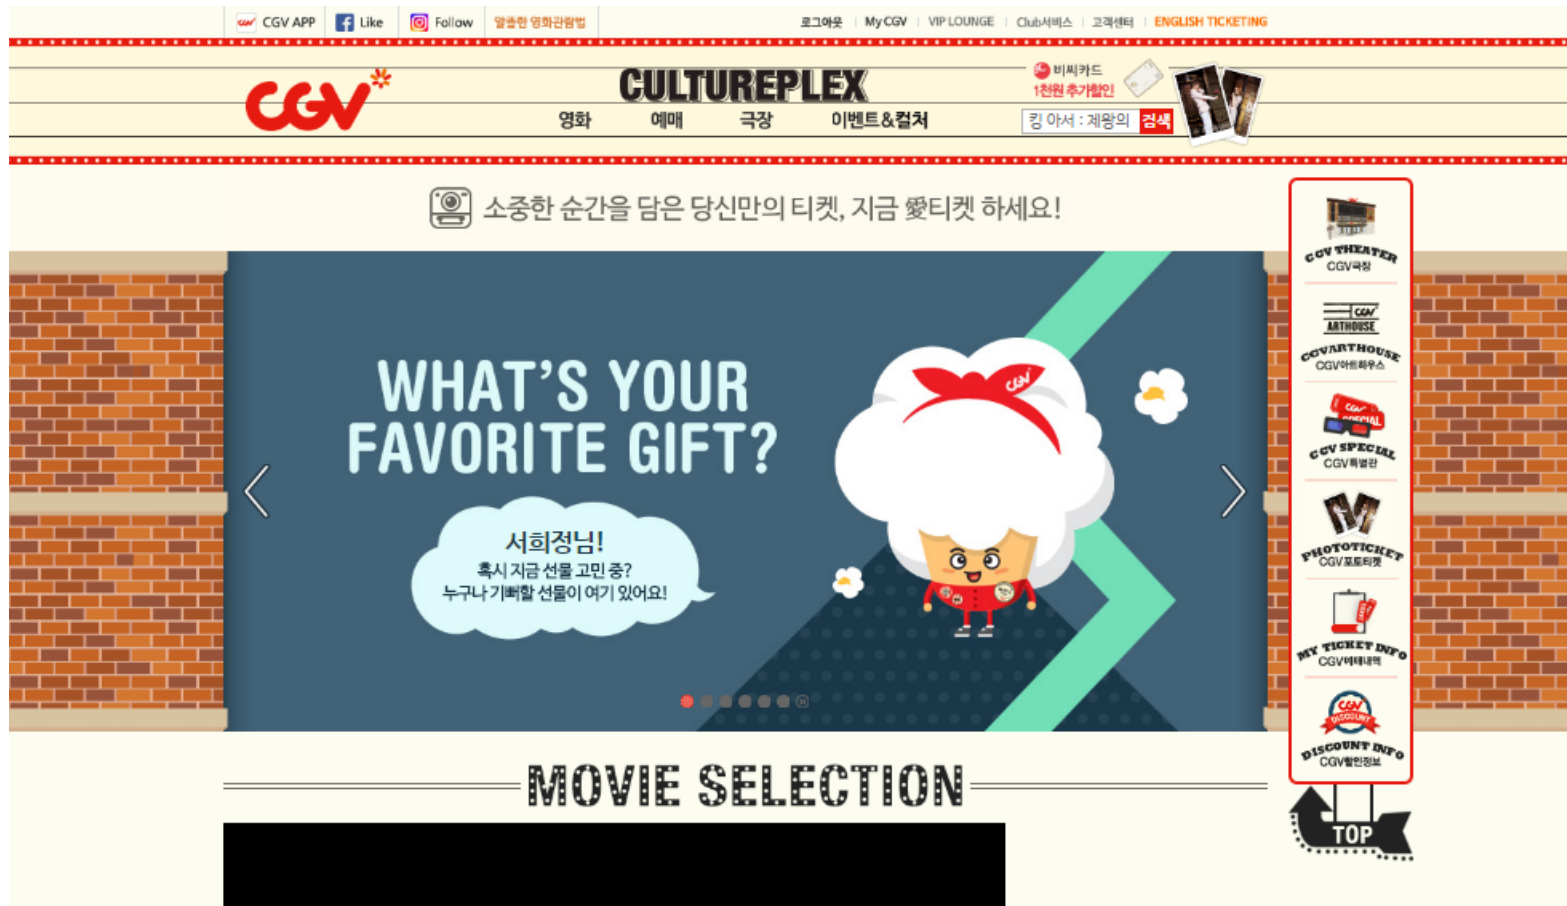 CGV APP
Like
Follow
알뜰한 영화관람법
로그아웃
My CGV
VIP LOUNGE
Club서비스
고객센터
ENGLISH TICKETING
CGV
CULTUREPLEX
비씨카드
1천원 추가할인
영화
예매
극장
이벤트&컬처
킹 아서 : 제왕의
검색
소중한 순간을 담은 당신만의 티켓, 지금 愛티켓 하세요!
WHAT'S YOUR
FAVORITE GIFT?
서희정님!
혹시 지금 선물 고민 중?
누구나 기뻐할 선물이 여기 있어요!
CGV
CGV THEATER
CGV극장
CGV
ARTHOUSE
CGV ARTHOUSE
CGV아트하우스
CGV
SPECIAL
CGV SPECIAL
CGV특별관
PHOTOTICKET
CGV포토티켓
MY TICKET INFO
CGV예매내역
CGV
DISCOUNT
DISCOUNT INFO
CGV할인정보
TOP
MOVIE SELECTION